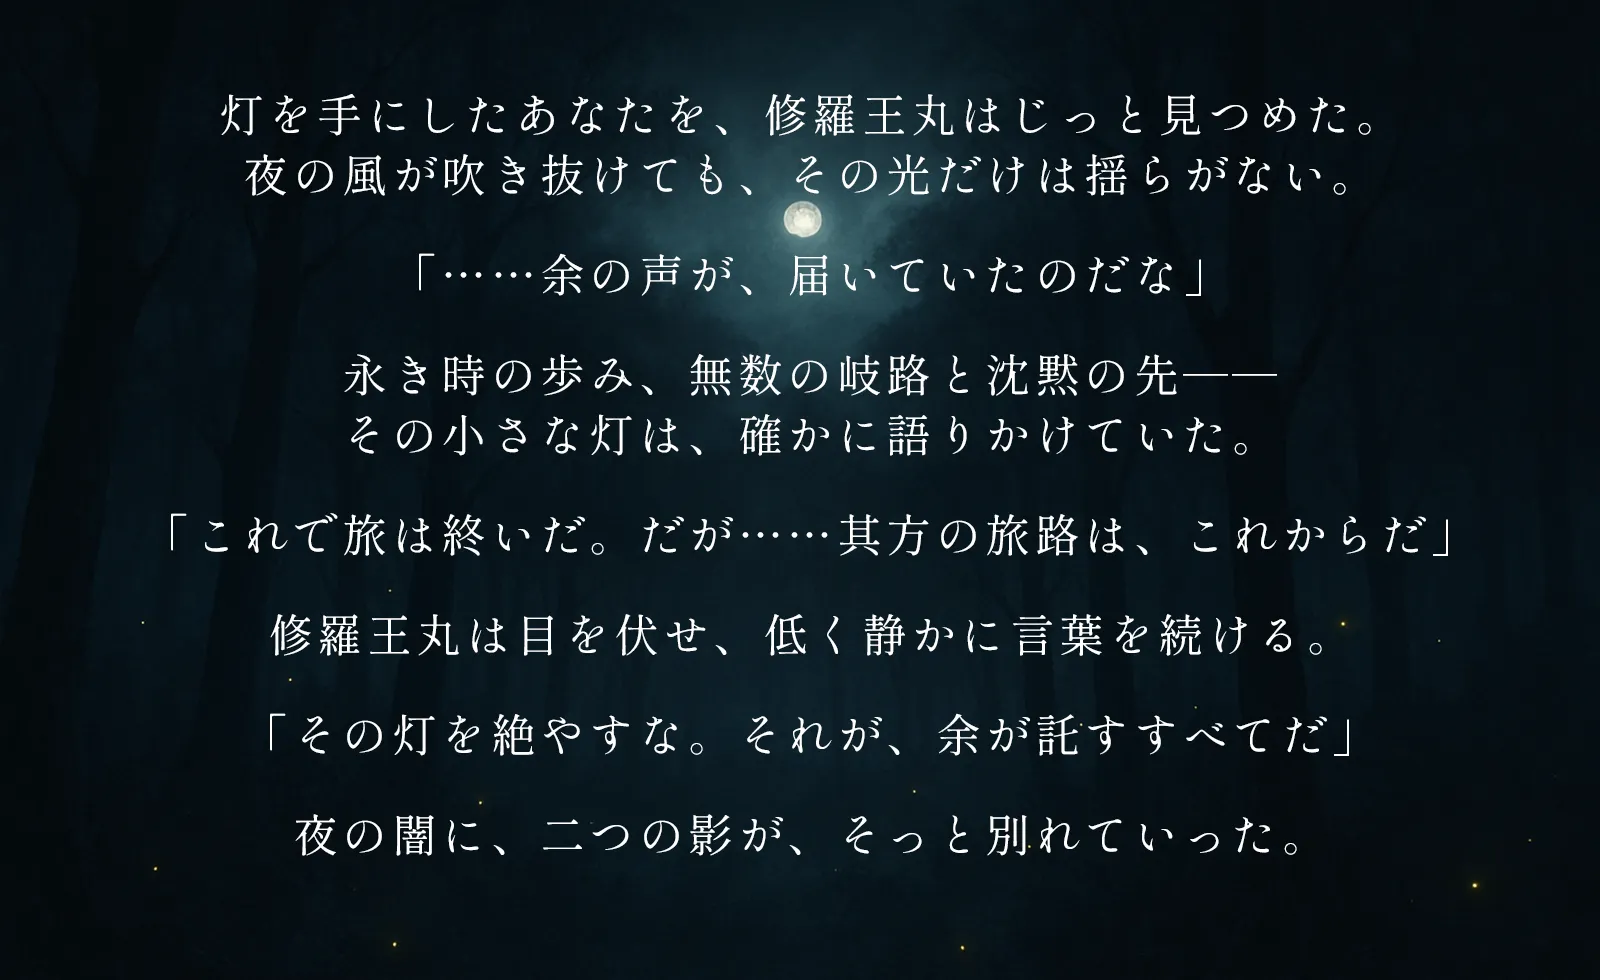 灯を手にしたあなたを、修羅王丸はじっと見つめた。
夜の風が吹き抜けても、その光だけは揺らがない。
「……余の声が、届いていたのだな」
永き時の歩み、無数の岐路と沈黙の先――
その小さな灯は、確かに語りかけていた。
「これで旅は終いだ。だが……其方の旅路は、これからだ」
修羅王丸は目を伏せ、低く静かに言葉を続ける。
「その灯を絶やすな。それが、余が託すすべてだ」
夜の闇に、二つの影が、そっと別れていった。